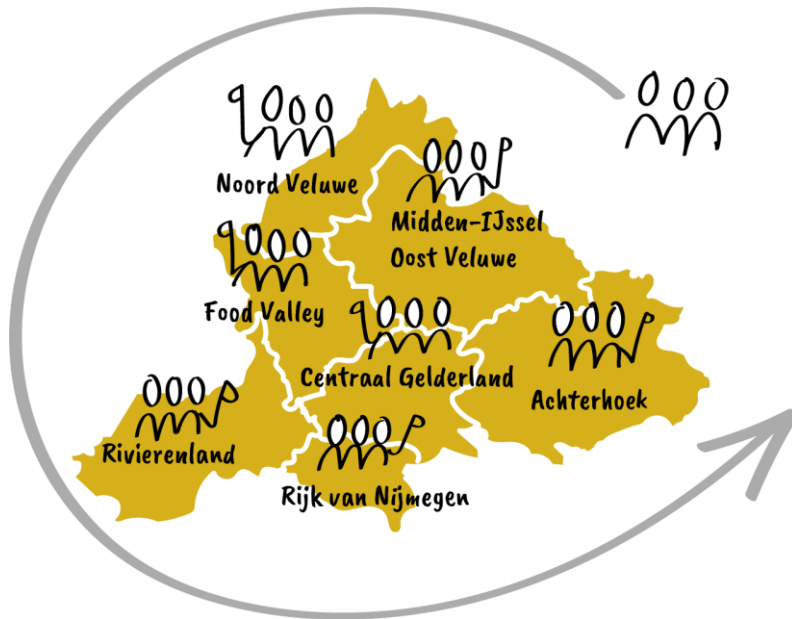 Noord Veluwe
Midden-IJssel
Oost Veluwe
Food Valley
Centraal Gelderland
Achterhoek
Rivierenland
Rijk van Nijmegen